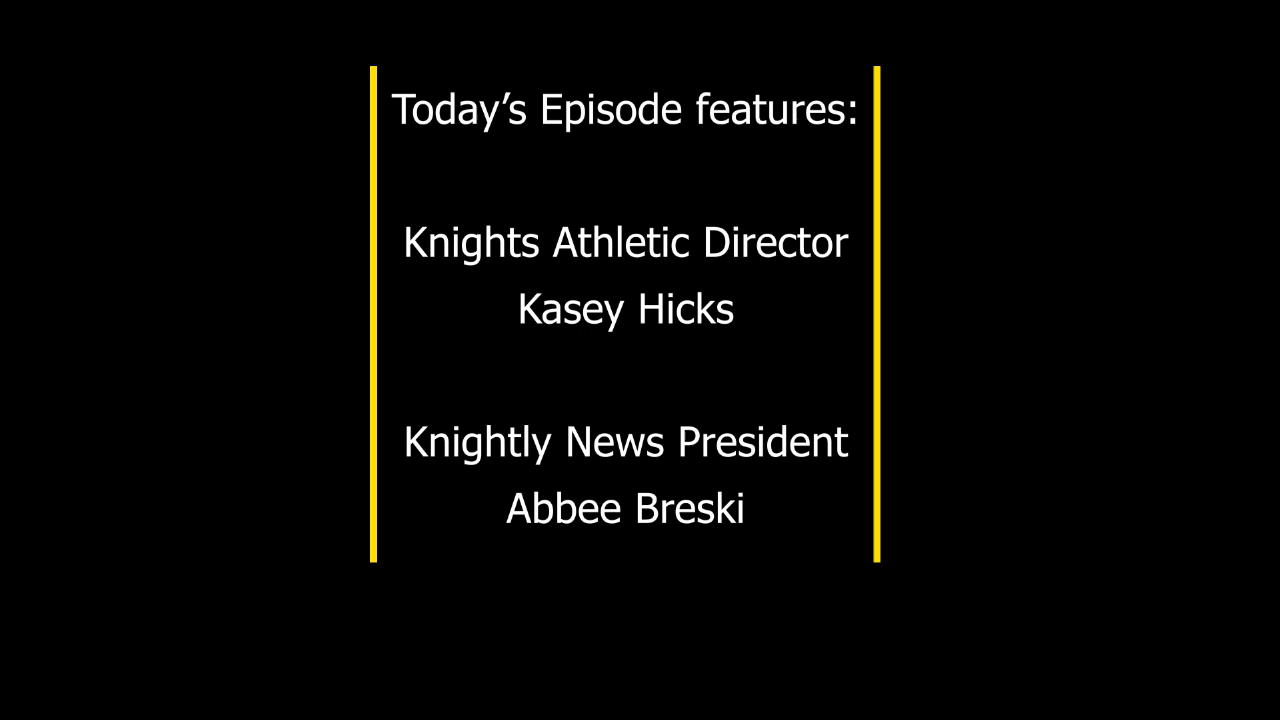 Today’s Episode features:
Knights Athletic Director
Kasey Hicks
Knightly News President
Abbee Breski